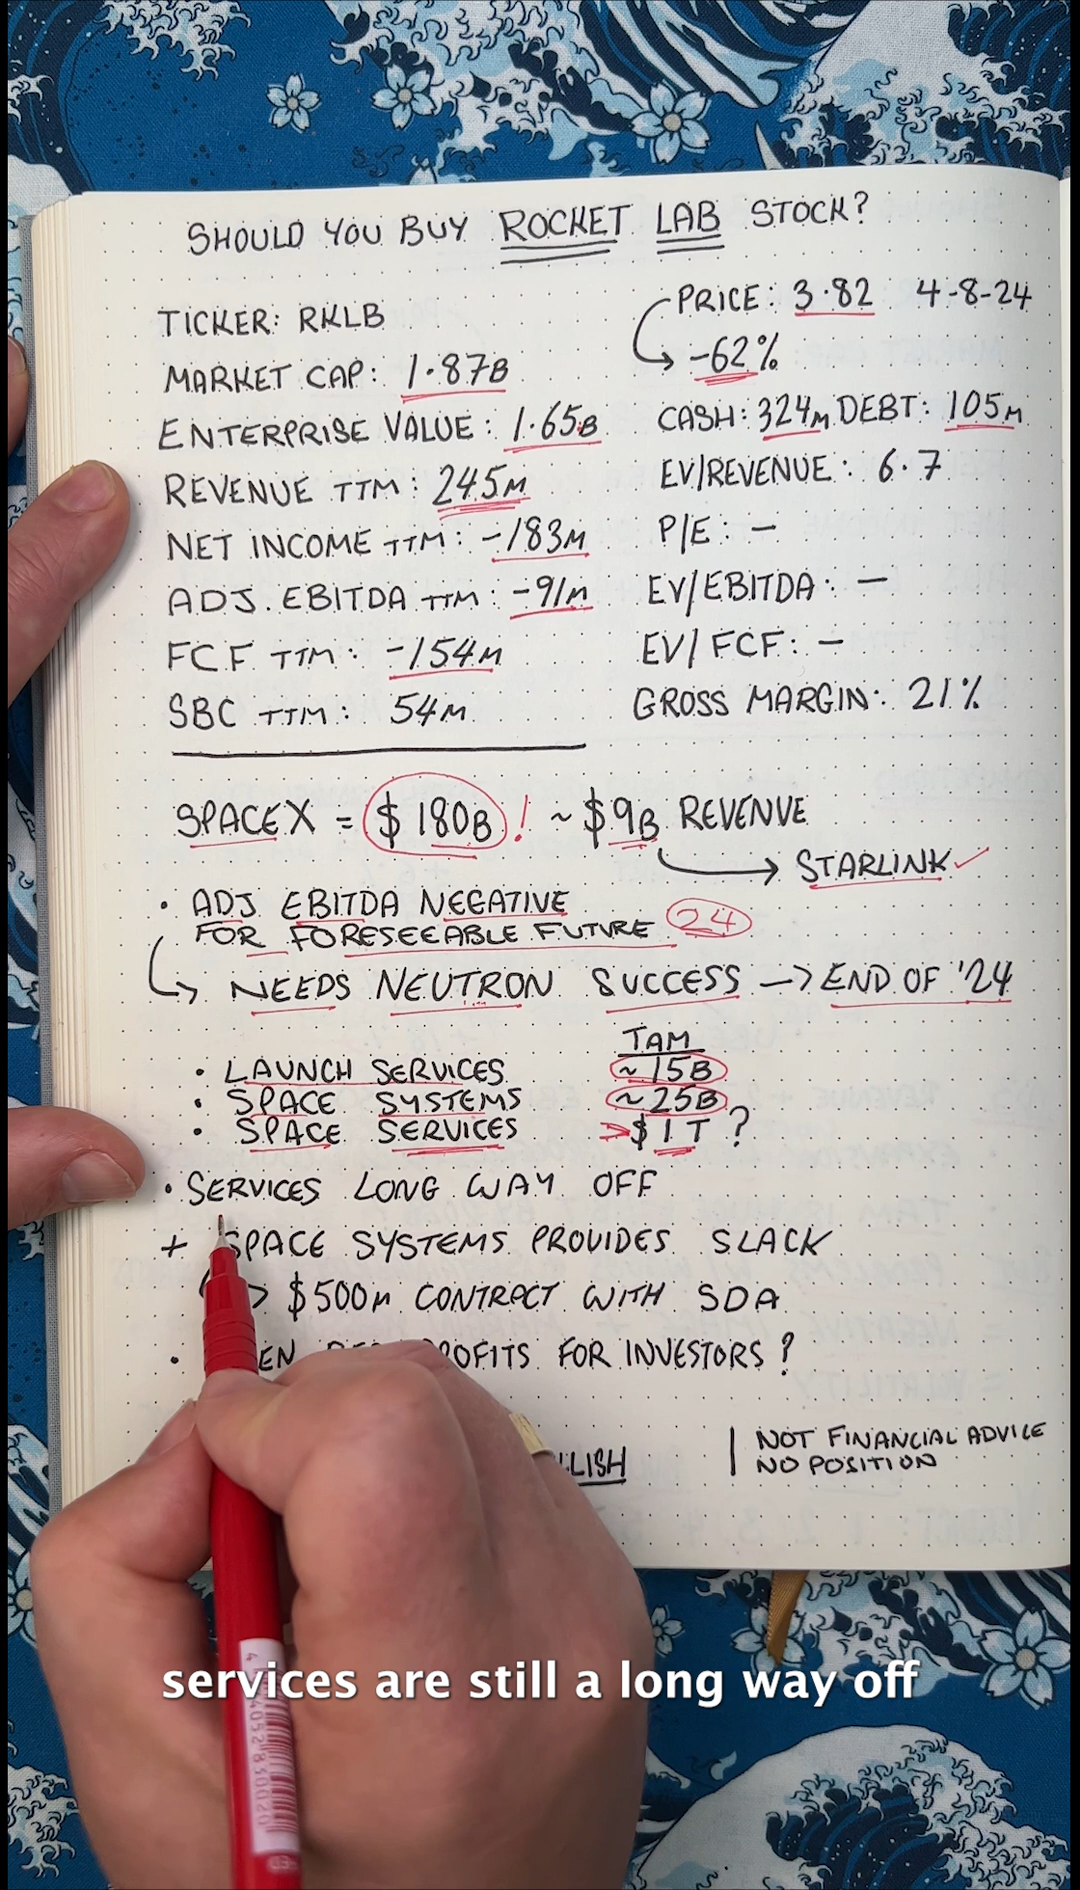 SHOULD YOU BUY ROCKET LAB STOCK?
TICKER: RKLB
PRICE: 3.82 4-8-24
MARKET CAP: 1.87B
-62%
ENTERPRISE VALUE: 1.65B
CASH: 324M DEBT: 105M
REVENUE TTM: 245M
EV/REVENUE: 6.7
NET INCOME TTM: -183M
P/E: —
ADJ. EBITDA TTM: -91M
EV/EBITDA: —
FCF TTM: -154M
EV/FCF: —
SBC TTM: 54M
GROSS MARGIN: 21%
SPACEX = $180B! ~$9B REVENVE
→ STARLINK ✓
• ADJ EBITDA NEGATIVE
FOR FORESEEABLE FUTURE 24
↳ NEEDS NEUTRON SUCCESS → END OF '24
TAM
• LAUNCH SERVICES ~15B
• SPACE SYSTEMS ~25B
• SPACE SERVICES > $1T?
• SERVICES LONG WAY OFF
+ SPACE SYSTEMS PROVIDES SLACK
$500M CONTRACT WITH SDA
FOR INVESTORS?
NOT FINANCIAL ADVICE
NO POSITION
services are still a long way off